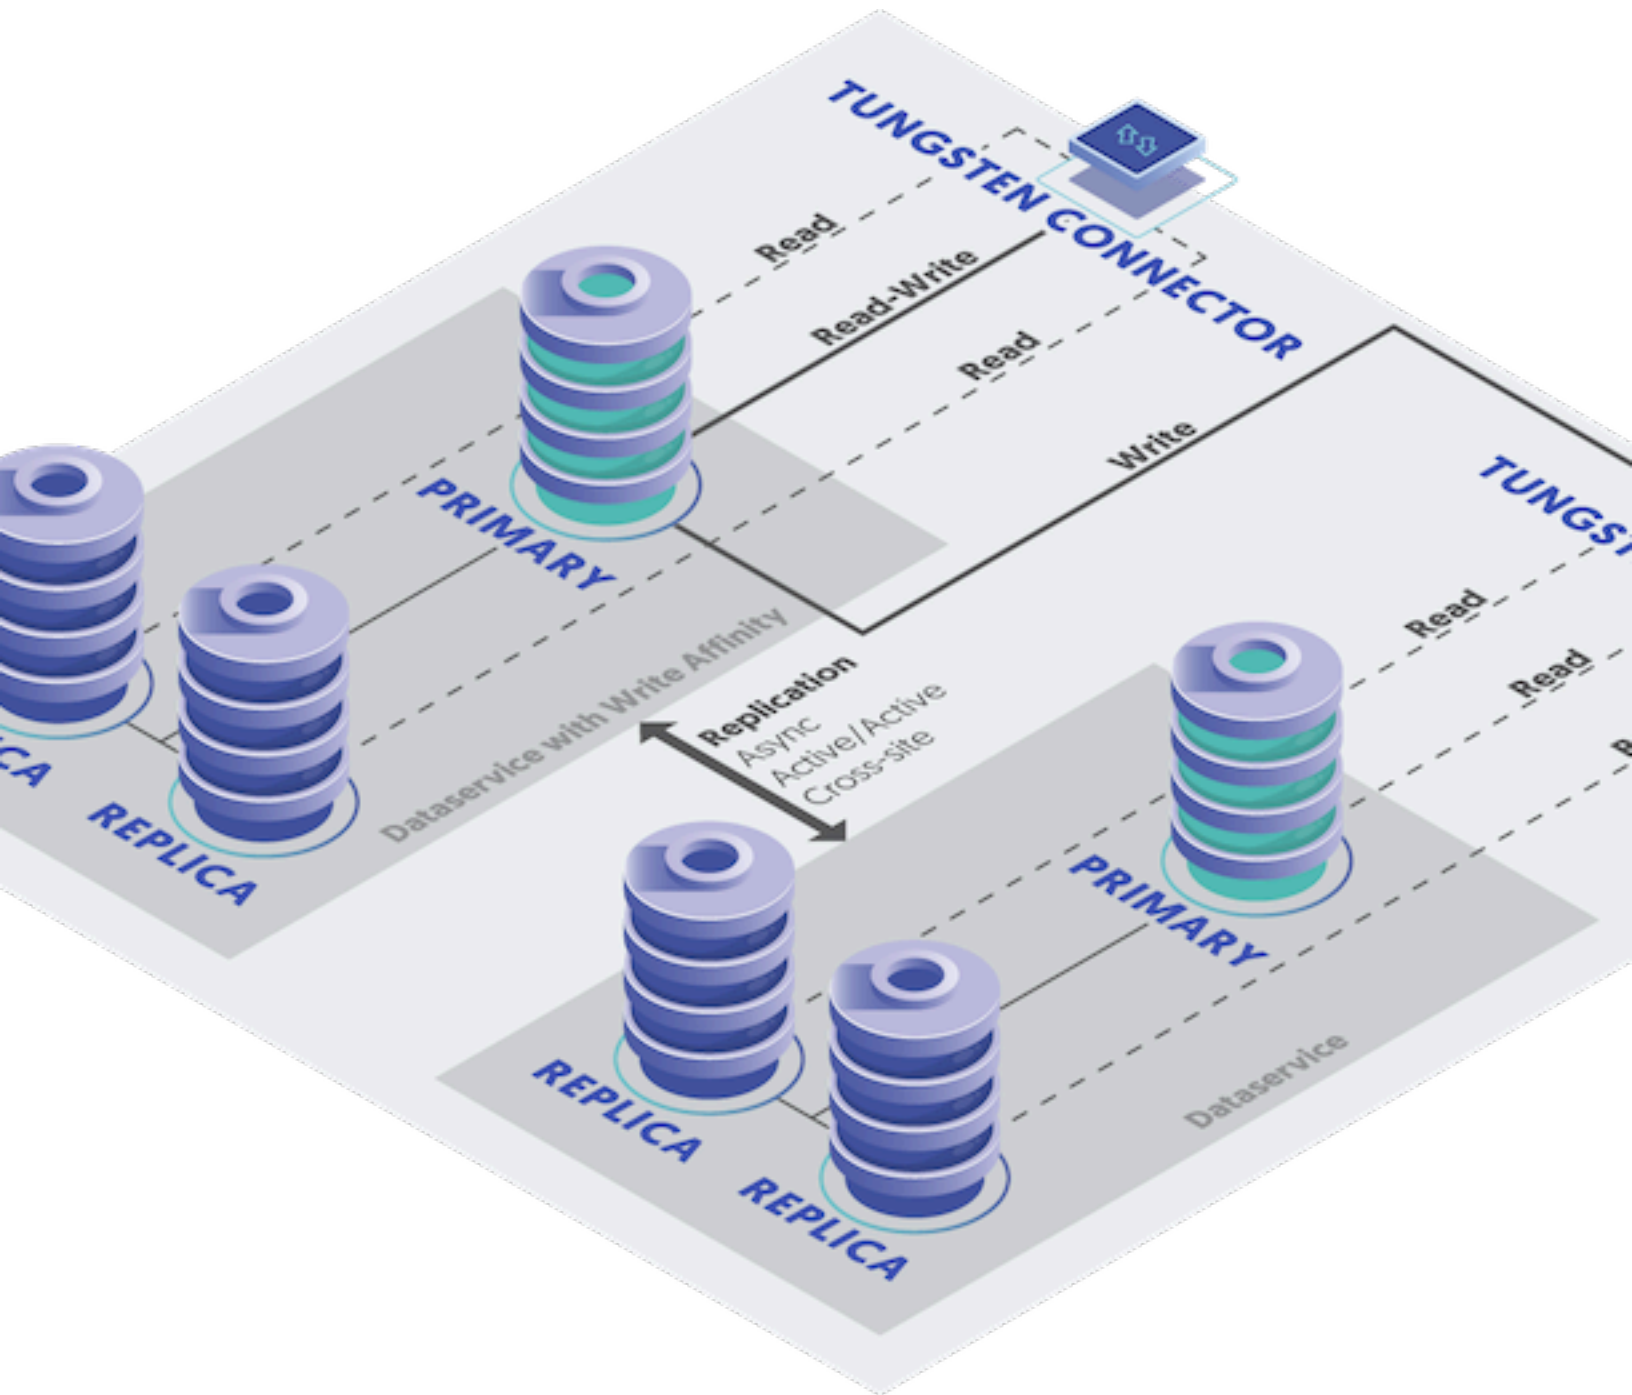 TUNGSTEN CONNECTOR
Read
Read-Write
Read
Write
PRIMARY
REPLICA
Dataservice with Write Affinity
Replication
Async
Active/Active
Cross-site
Read
Read
PRIMARY
REPLICA
REPLICA
Dataservice